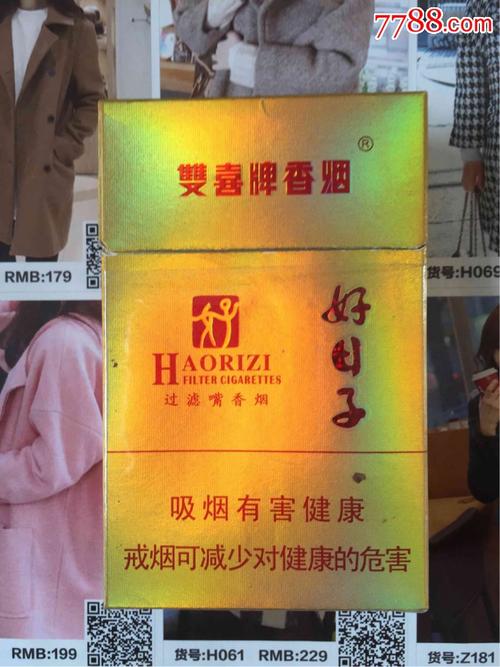 7788.com
雙喜牌香烟®
RMB:179
货号:H069
好日子
HAORIZI
FILTER CIGARETTES
过滤嘴香烟
吸烟有害健康
戒烟可减少对健康的危害
RMB:199
货号:H061
RMB:229
货号:Z181